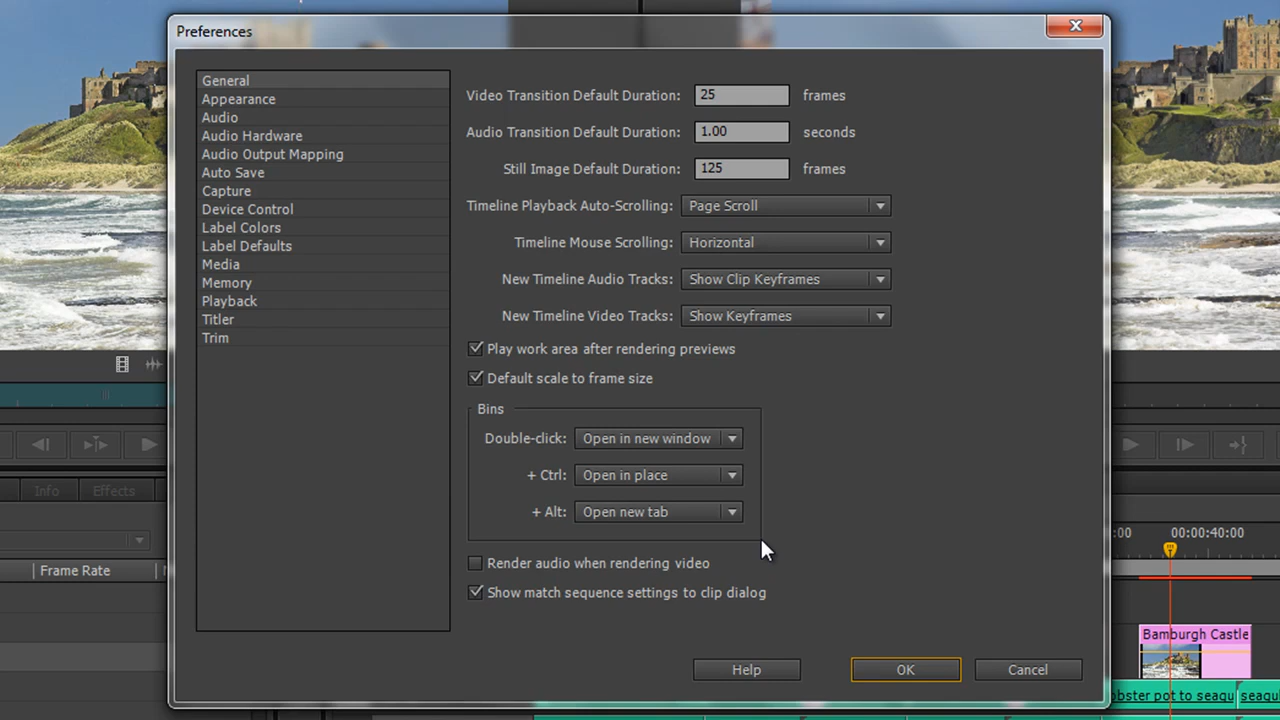 Preferences
General
Appearance
Audio
Audio Hardware
Audio Output Mapping
Auto Save
Capture
Device Control
Label Colors
Label Defaults
Media
Memory
Playback
Titler
Trim
Video Transition Default Duration: 25 frames
Audio Transition Default Duration: 1.00 seconds
Still Image Default Duration: 125 frames
Timeline Playback Auto-Scrolling: Page Scroll
Timeline Mouse Scrolling: Horizontal
New Timeline Audio Tracks: Show Clip Keyframes
New Timeline Video Tracks: Show Keyframes
Play work area after rendering previews
Default scale to frame size
Bins
Double-click: Open in new window
+ Ctrl: Open in place
+ Alt: Open new tab
Render audio when rendering video
Show match sequence settings to clip dialog
Help OK Cancel
Info Effects
Frame Rate
:00 00:00:40:00
Bamburgh Castle
obster pot to seagu seagu